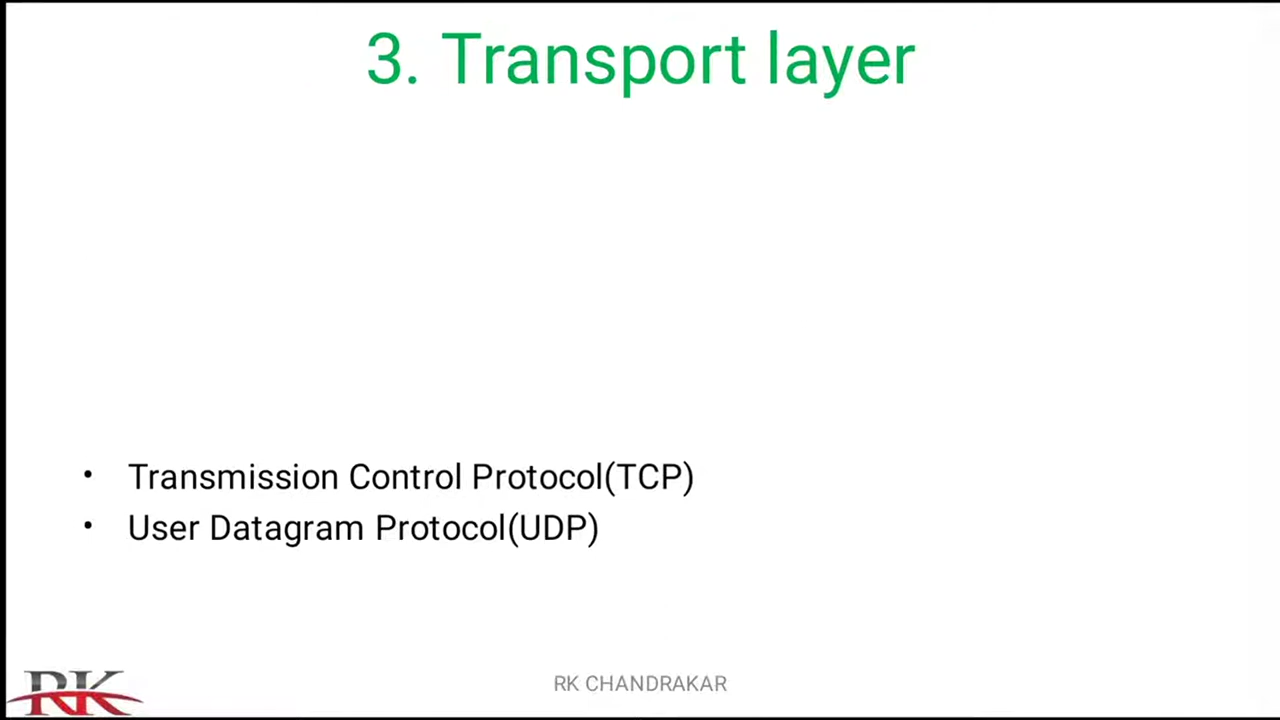 3. Transport layer
• Transmission Control Protocol(TCP)
• User Datagram Protocol(UDP)
RK
RK CHANDRAKAR